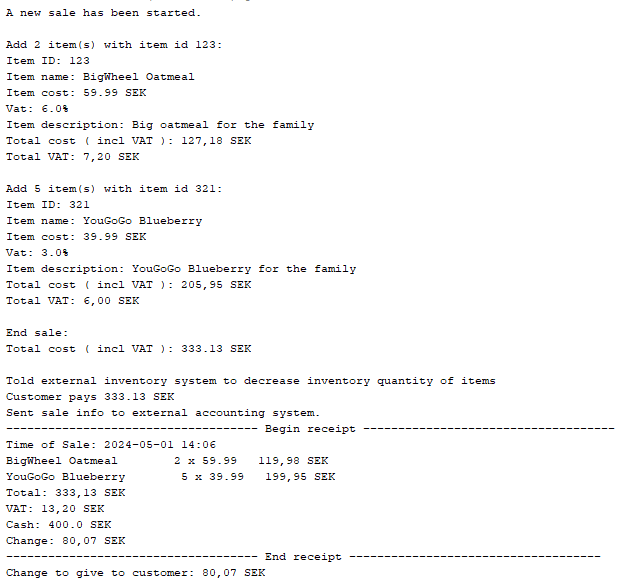 A new sale has been started.
Add 2 item(s) with item id 123:
Item ID: 123
Item name: BigWheel Oatmeal
Item cost: 59.99 SEK
Vat: 6.0%
Item description: Big oatmeal for the family
Total cost ( incl VAT ): 127,18 SEK
Total VAT: 7,20 SEK
Add 5 item(s) with item id 321:
Item ID: 321
Item name: YouGoGo Blueberry
Item cost: 39.99 SEK
Vat: 3.0%
Item description: YouGoGo Blueberry for the family
Total cost ( incl VAT ): 205,95 SEK
Total VAT: 6,00 SEK
End sale:
Total cost ( incl VAT ): 333.13 SEK
Told external inventory system to decrease inventory quantity of items
Customer pays 333.13 SEK
Sent sale info to external accounting system.
------------------------------------ Begin receipt ------------------------------------
Time of Sale: 2024-05-01 14:06
BigWheel Oatmeal        2 x 59.99   119,98 SEK
YouGoGo Blueberry        5 x 39.99   199,95 SEK
Total: 333,13 SEK
VAT: 13,20 SEK
Cash: 400.0 SEK
Change: 80,07 SEK
------------------------------------ End receipt ------------------------------------
Change to give to customer: 80,07 SEK